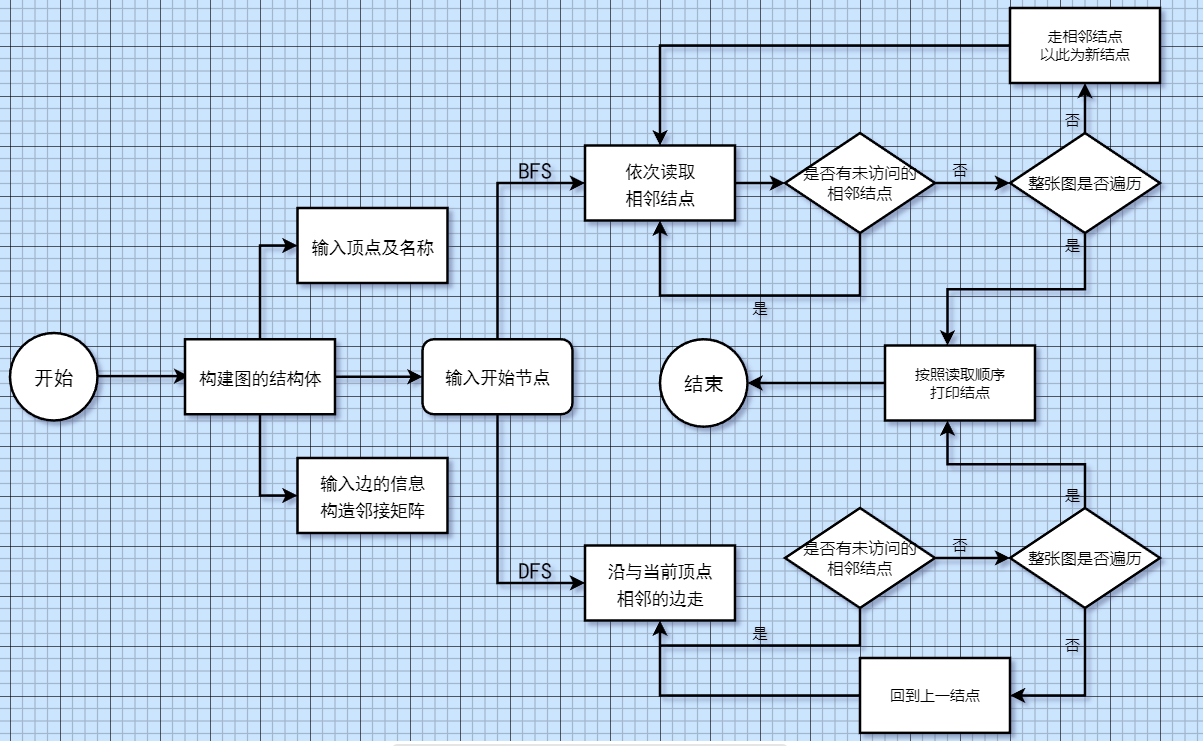 走相邻结点
以此为新结点
否
BFS
依次读取
相邻结点
是否有未访问的
相邻结点
否
整张图是否遍历
是
是
输入顶点及名称
开始
构建图的结构体
输入开始节点
结束
按照读取顺序
打印结点
输入边的信息
构造邻接矩阵
是
DFS
沿与当前顶点
相邻的边走
是否有未访问的
相邻结点
否
整张图是否遍历
是
否
回到上一结点